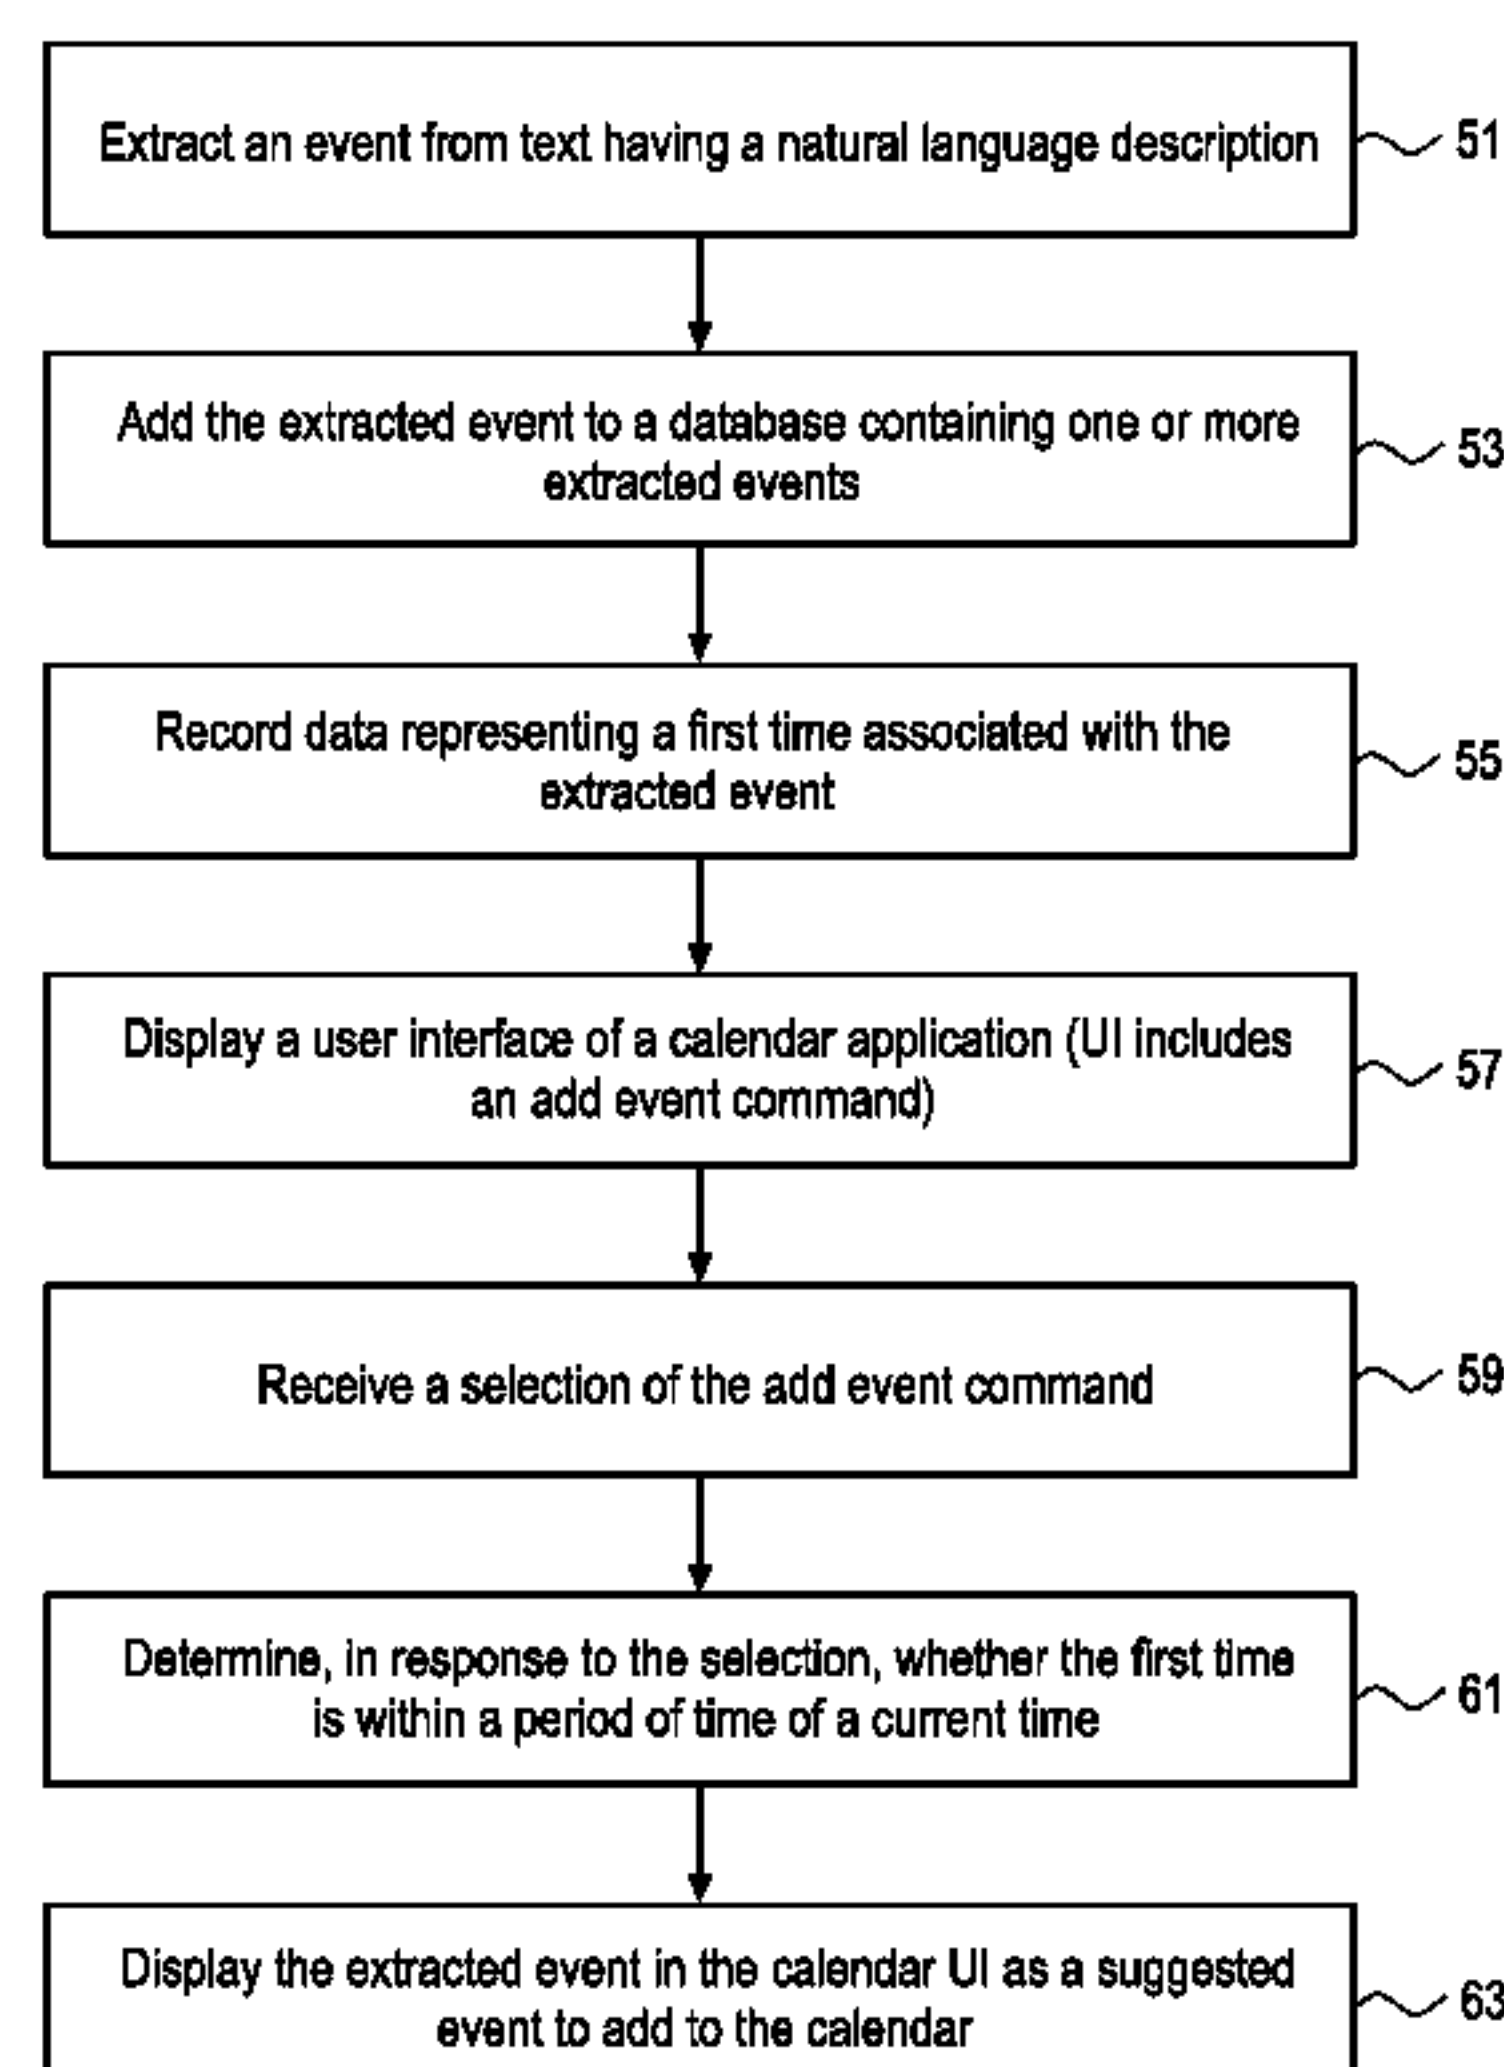 Extract an event from text having a natural language description
51
Add the extracted event to a database containing one or more
extracted events
53
Record data representing a first time associated with the
extracted event
55
Display a user interface of a calendar application (UI includes
an add event command)
57
Receive a selection of the add event command
59
Determine, in response to the selection, whether the first time
is within a period of time of a current time
61
Display the extracted event in the calendar UI as a suggested
event to add to the calendar
63